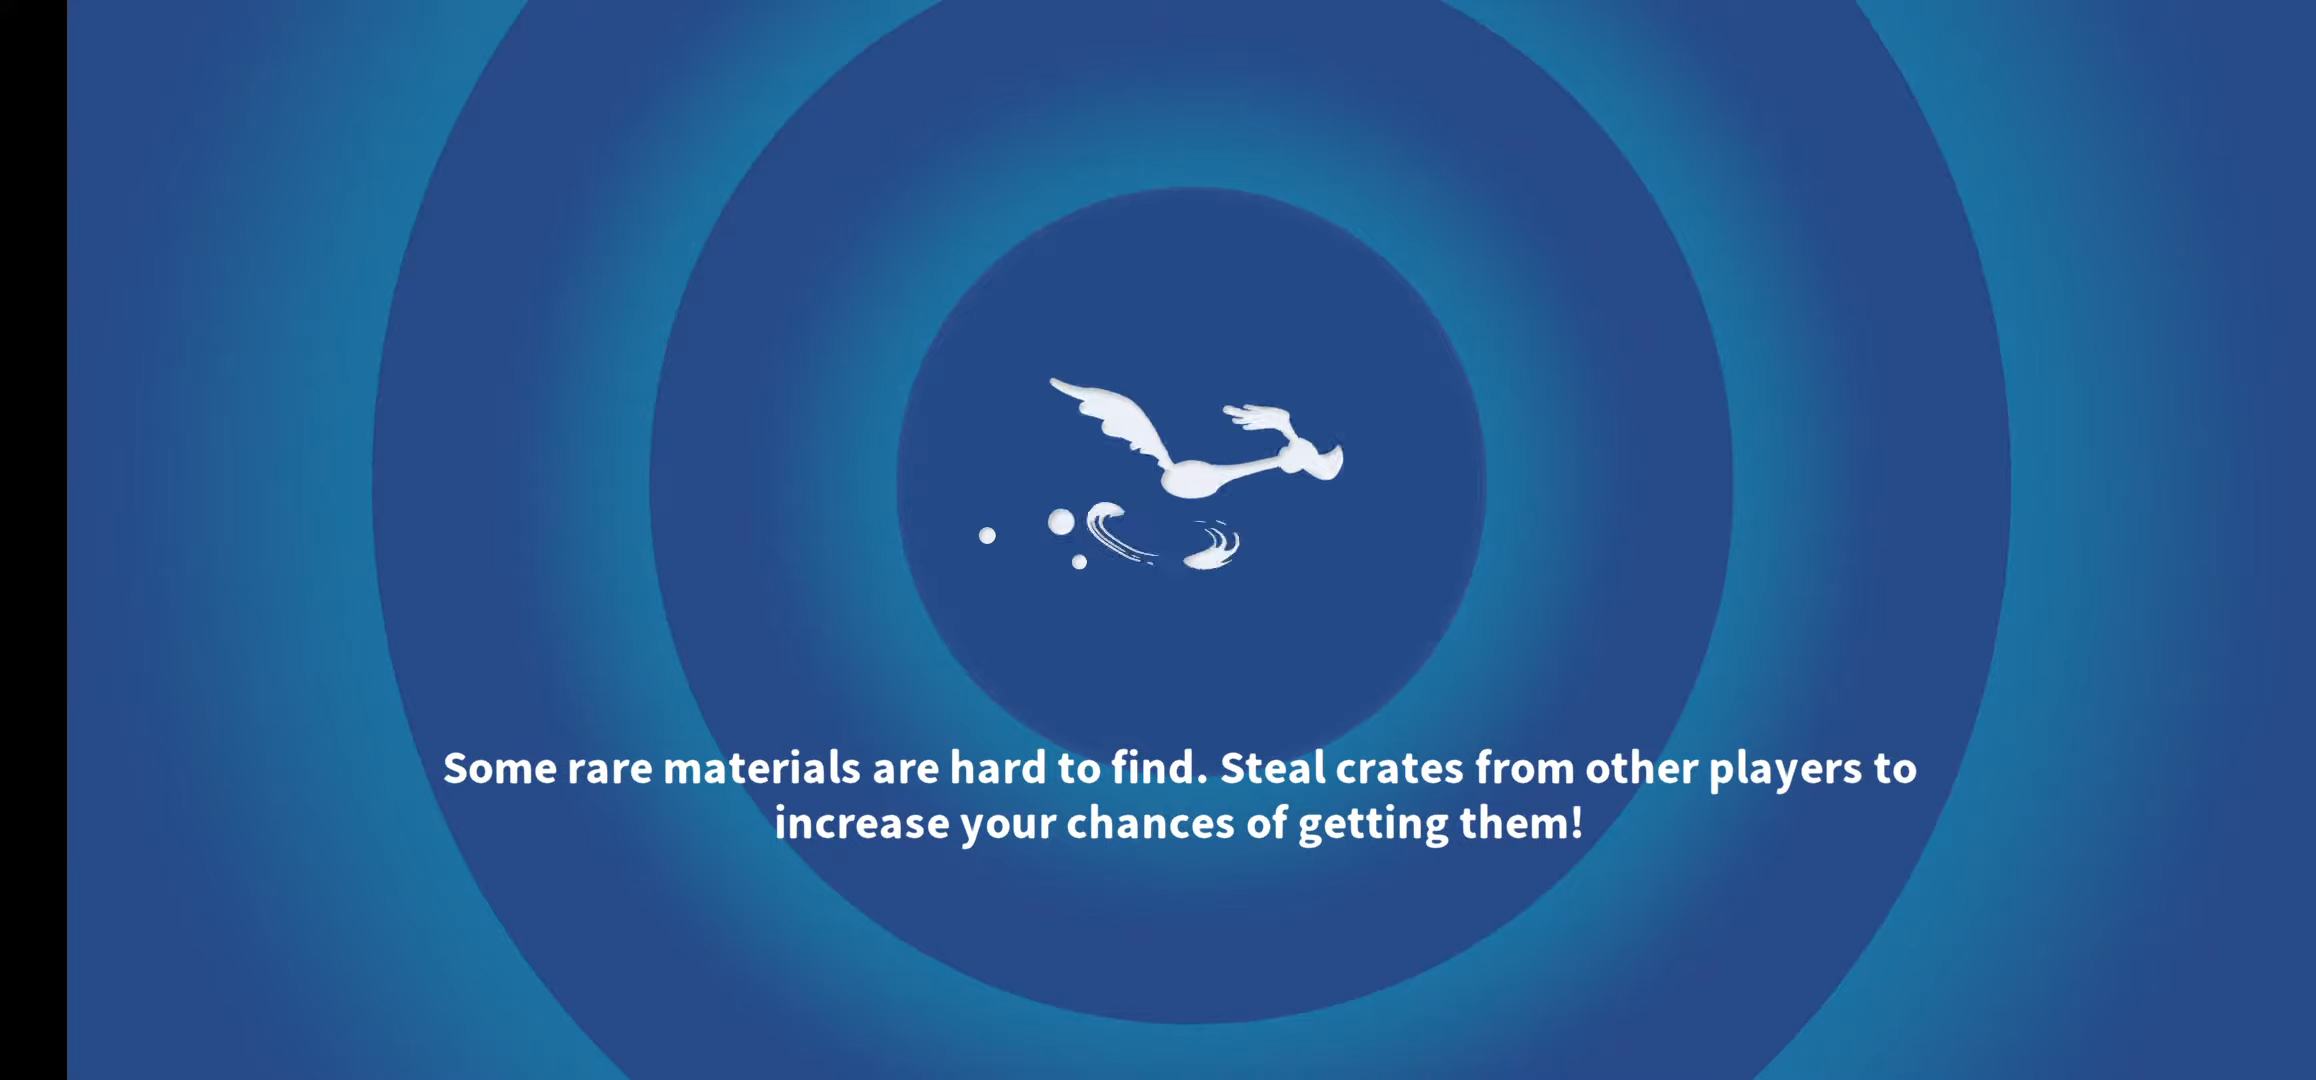 Some rare materials are hard to find. Steal crates from other players to
increase your chances of getting them!